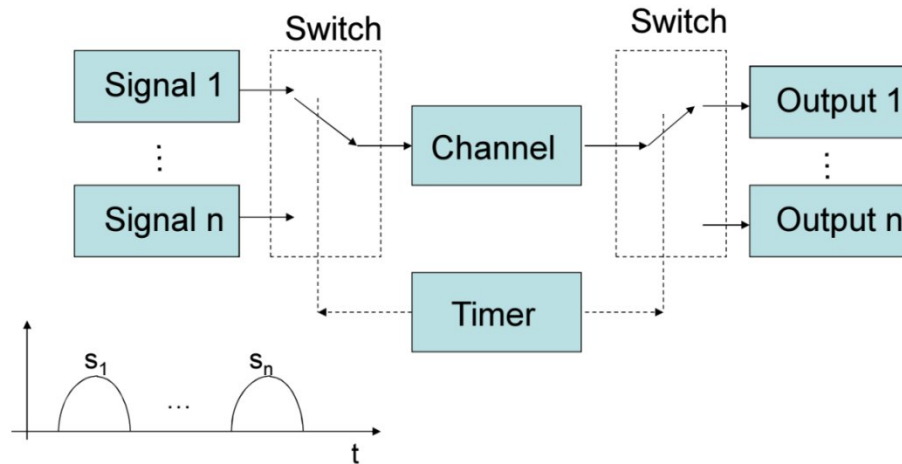 Switch
Switch
Signal 1
Output 1
⋮
Channel
⋮
Signal n
Output n
Timer
s₁
...
sₙ
t